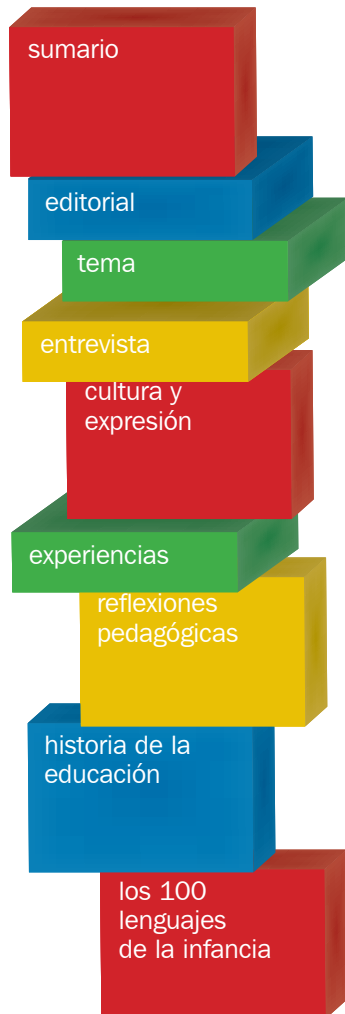 sumario
editorial
tema
entrevista
cultura y
expresión
experiencias
reflexiones
pedagógicas
historia de la
educación
los 100
lenguajes
de la infancia